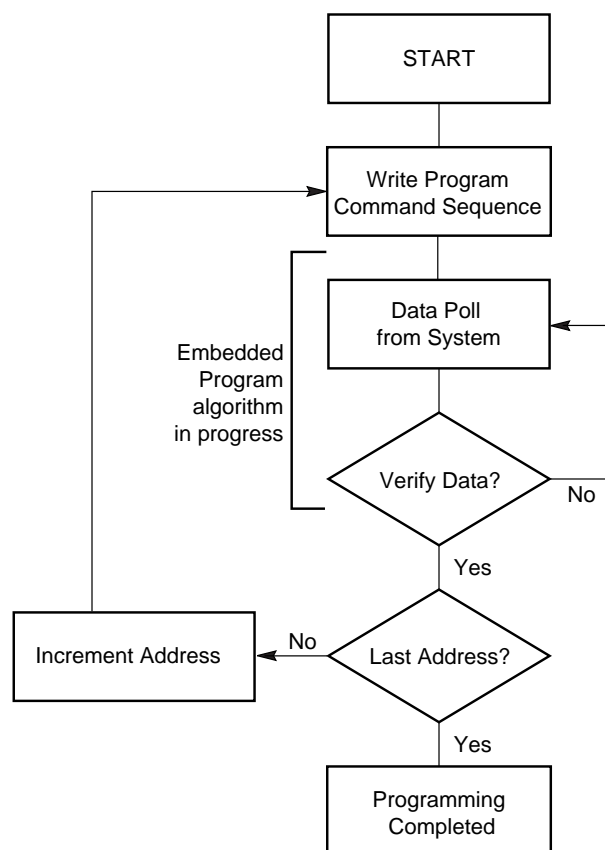 START
Write Program
Command Sequence
Data Poll
from System
Embedded
Program
algorithm
in progress
Verify Data?
No
Yes
Increment Address
No
Last Address?
Yes
Programming
Completed